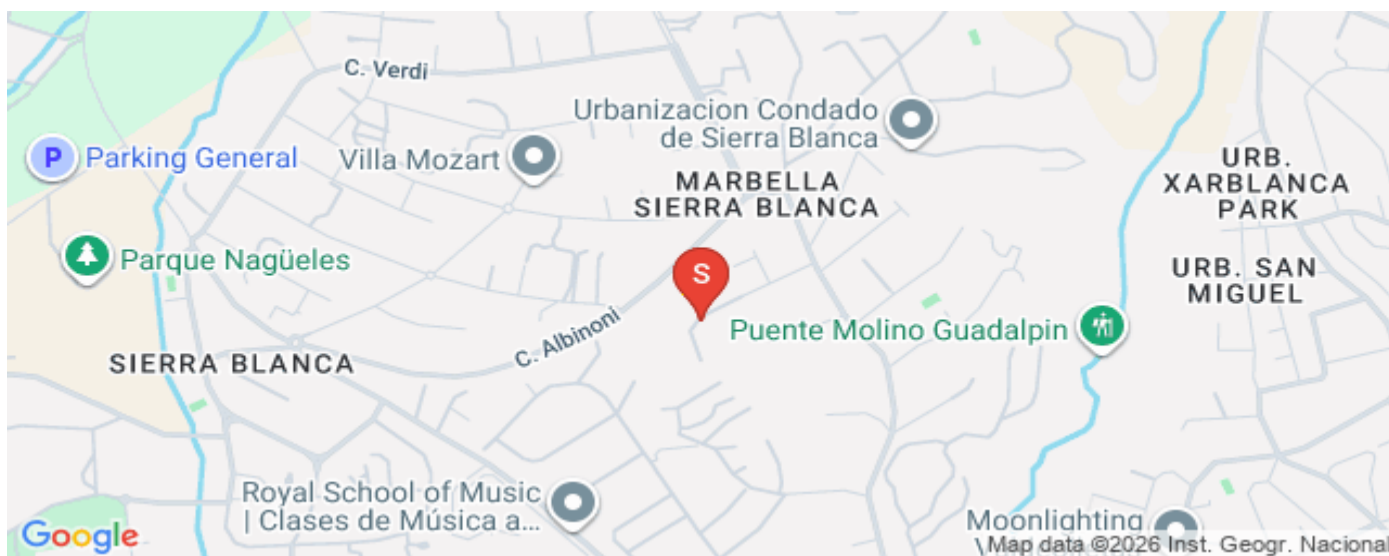 C. Verdi
Urbanizacion Condado
de Sierra Blanca
P
Parking General
Villa Mozart
MARBELLA
SIERRA BLANCA
URB.
XARBLANCA
PARK
Parque Nagüeles
S
URB. SAN
MIGUEL
C. Albinoni
Puente Molino Guadalpin
SIERRA BLANCA
Royal School of Music
| Clases de Música a...
Moonlighting
Google
Map data ©2026 Inst. Geogr. Nacional